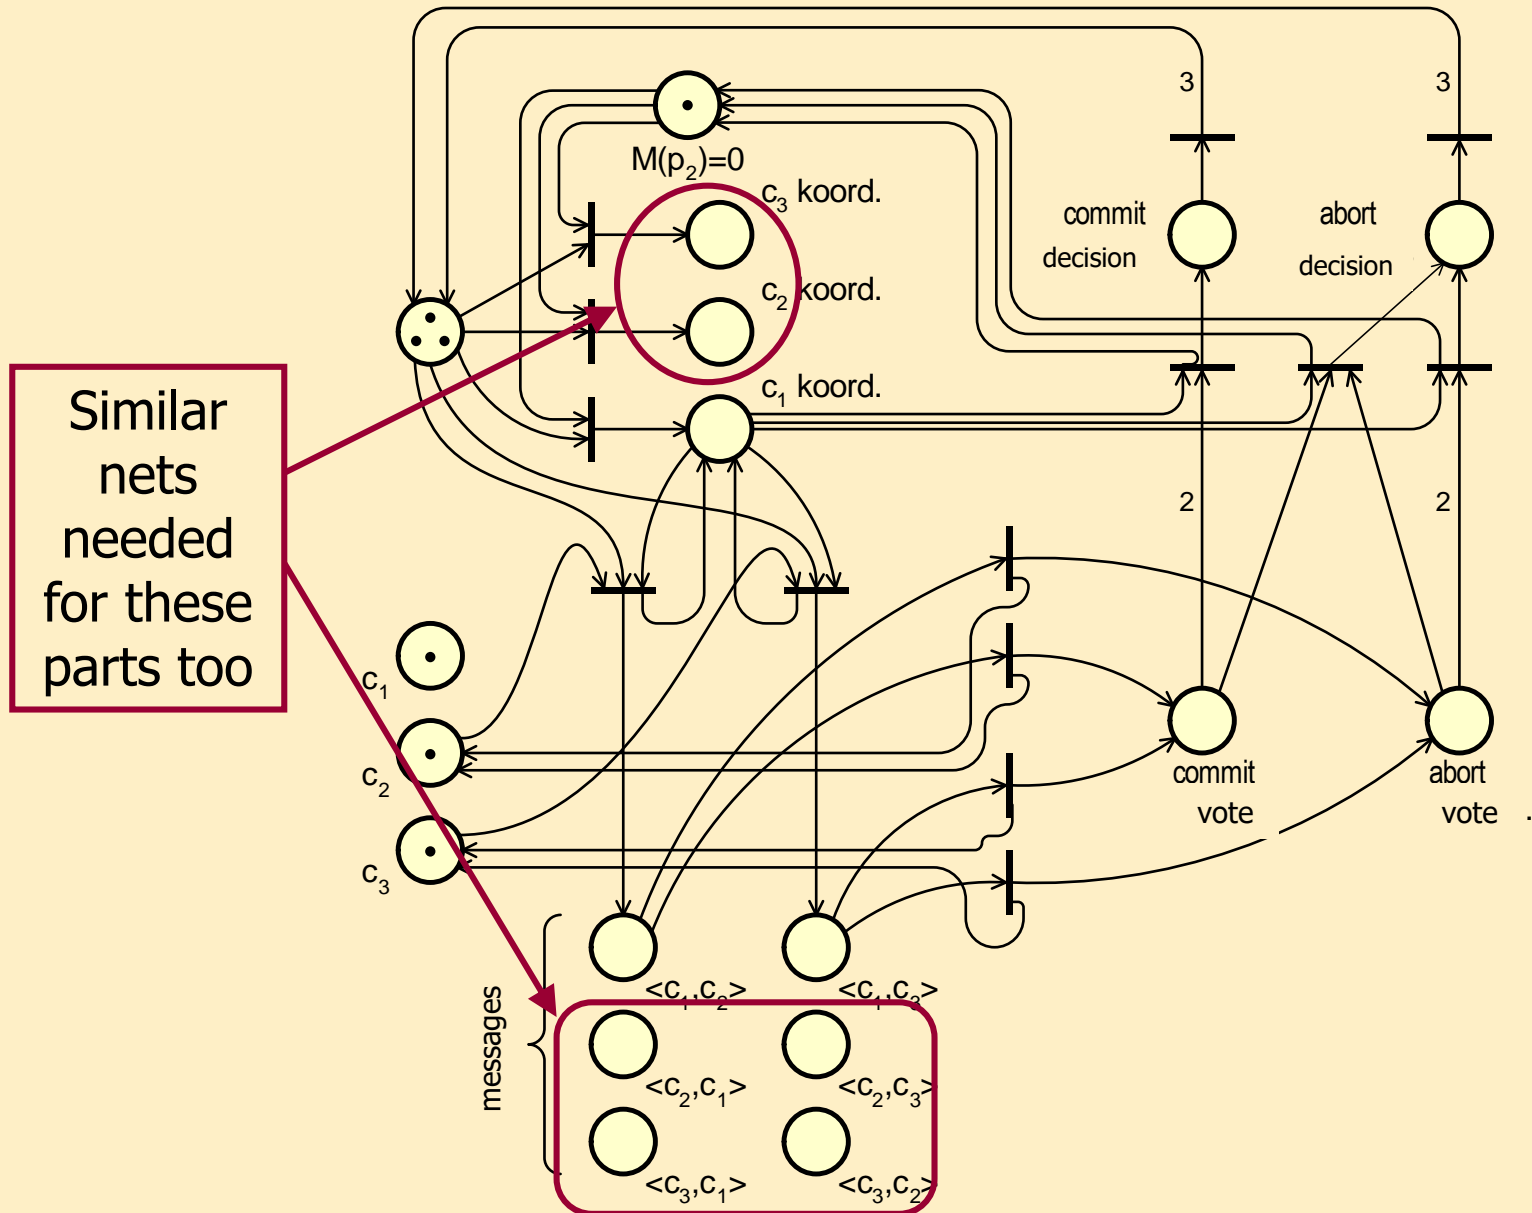 3
3
M(p₂)=0
c₃ koord.
commit
decision
abort
decision
c₂ koord.
c₁ koord.
Similar
nets
needed
for these
parts too
2
2
c₁
c₂
c₃
commit
vote
abort
vote .
messages
<c₁,c₂>
<c₁,c₃>
<c₂,c₁>
<c₂,c₃>
<c₃,c₁>
<c₃,c₂>